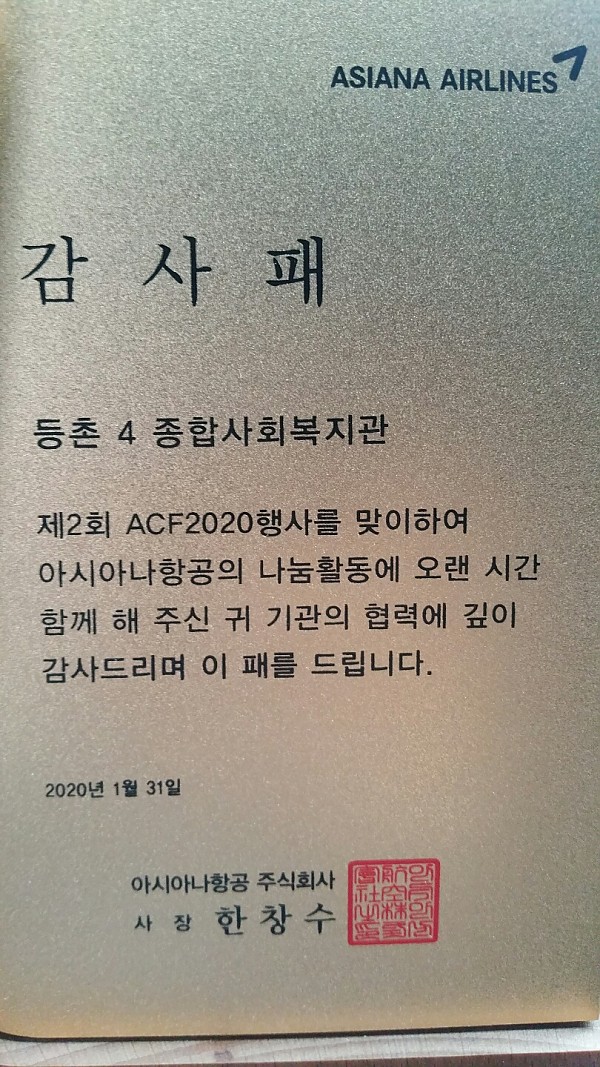 ASIANA AIRLINES
감 사 패
등촌 4 종합사회복지관
제2회 ACF2020행사를 맞이하여
아시아나항공의 나눔활동에 오랜 시간
함께 해 주신 귀 기관의 협력에 깊이
감사드리며 이 패를 드립니다.
2020년 1월 31일
아시아나항공 주식회사
사 장 한 창 수